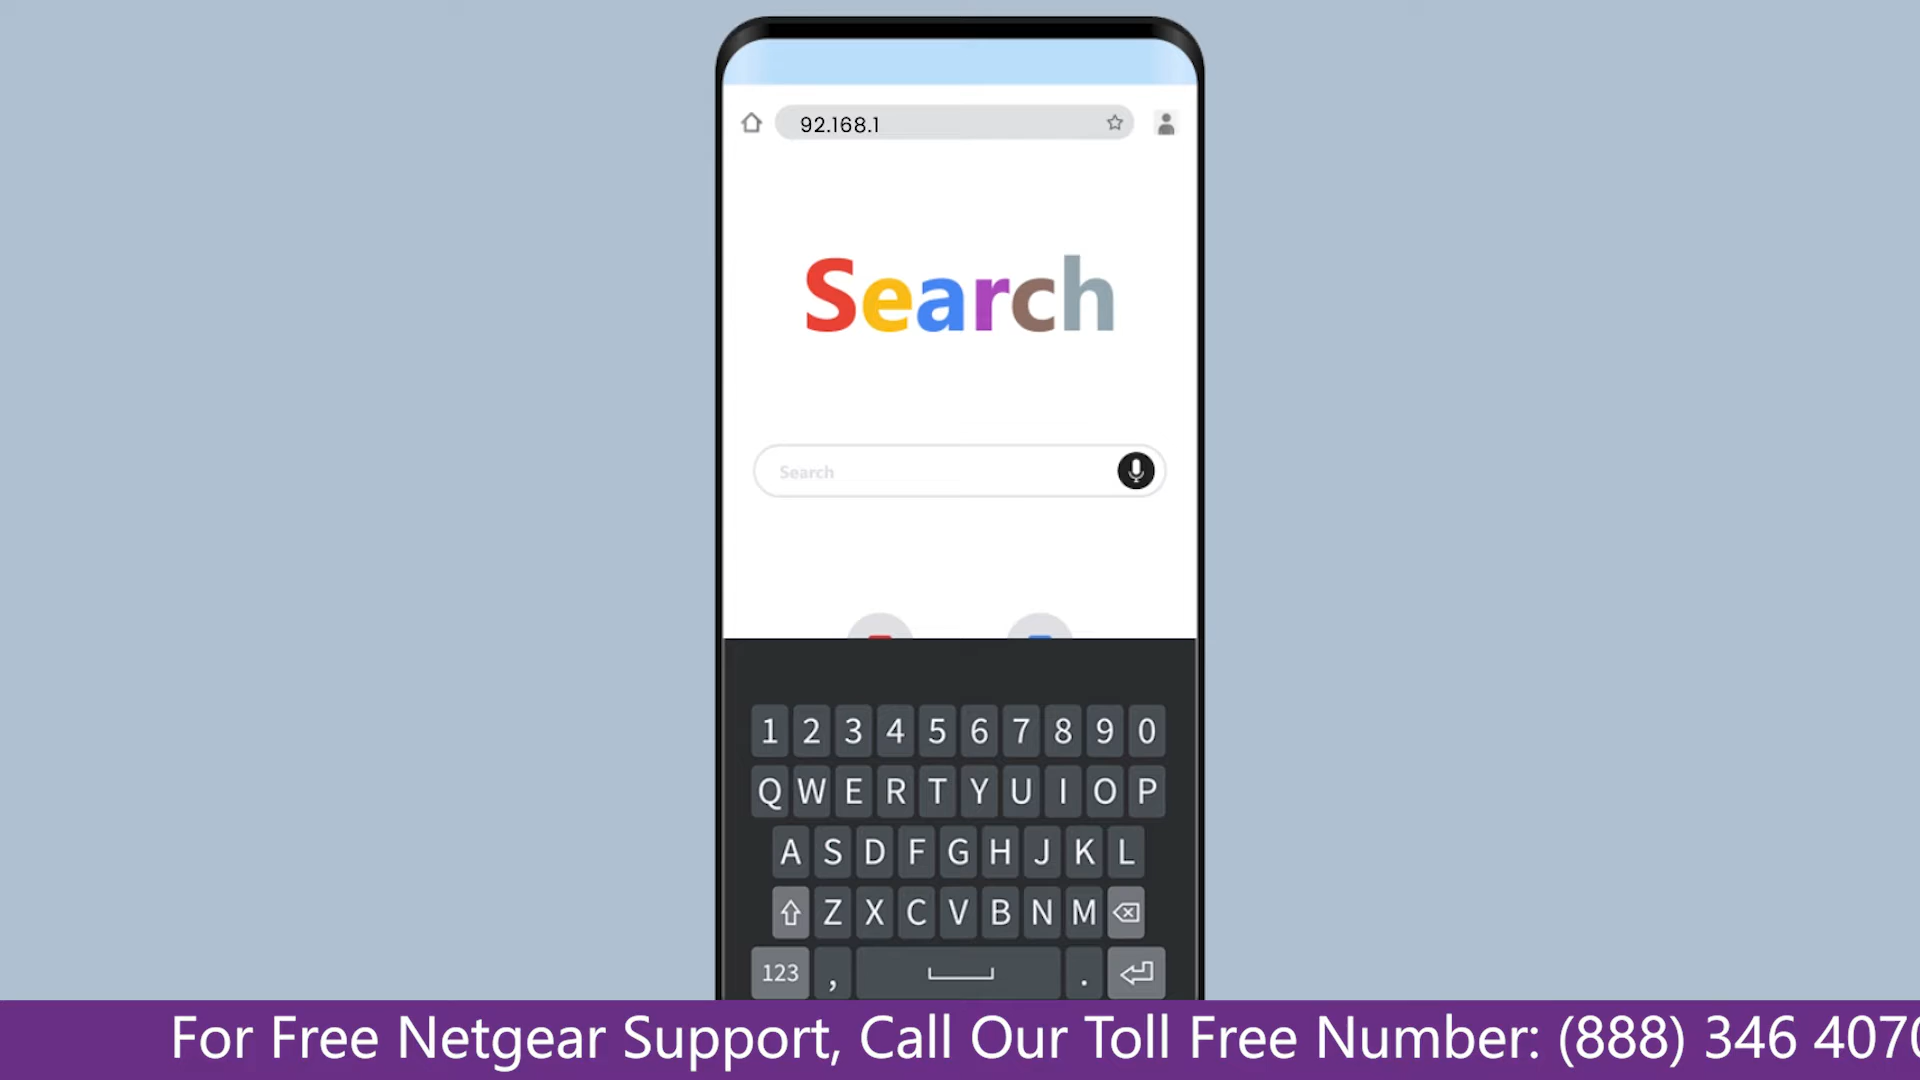 92.168.1
Search
Search
1 2 3 4 5 6 7 8 9 0
Q W E R T Y U I O P
A S D F G H J K L
Z X C V B N M
123 , .
For Free Netgear Support, Call Our Toll Free Number: (888) 346 4070